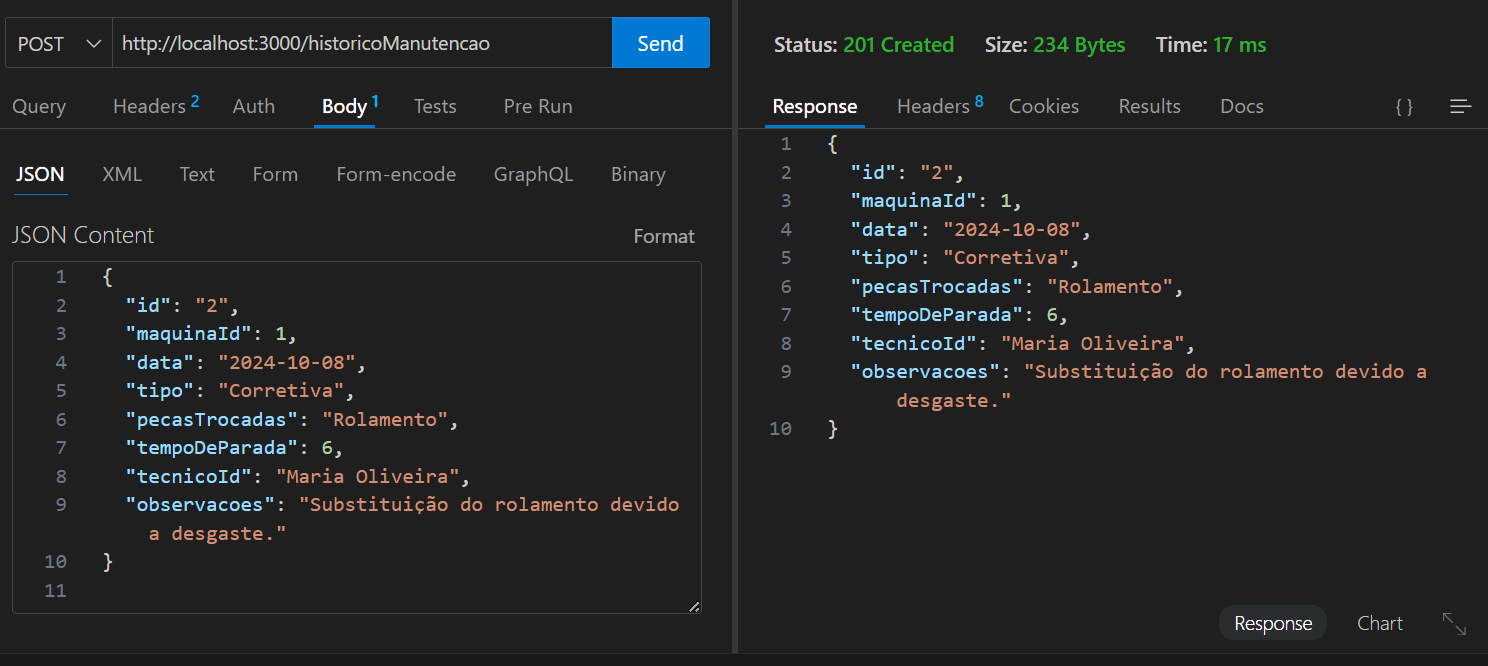 POST http://localhost:3000/historicoManutencao Send
Query Headers 2 Auth Body 1 Tests Pre Run
JSON XML Text Form Form-encode GraphQL Binary
JSON Content Format
1 {
2 "id": "2",
3 "maquinaId": 1,
4 "data": "2024-10-08",
5 "tipo": "Corretiva",
6 "pecasTrocadas": "Rolamento",
7 "tempoDeParada": 6,
8 "tecnicoId": "Maria Oliveira",
9 "observacoes": "Substituição do rolamento devido
a desgaste."
10 }
11
Status: 201 Created Size: 234 Bytes Time: 17 ms
Response Headers 8 Cookies Results Docs { }
1 {
2 "id": "2",
3 "maquinaId": 1,
4 "data": "2024-10-08",
5 "tipo": "Corretiva",
6 "pecasTrocadas": "Rolamento",
7 "tempoDeParada": 6,
8 "tecnicoId": "Maria Oliveira",
9 "observacoes": "Substituição do rolamento devido a
desgaste."
10 }
Response Chart